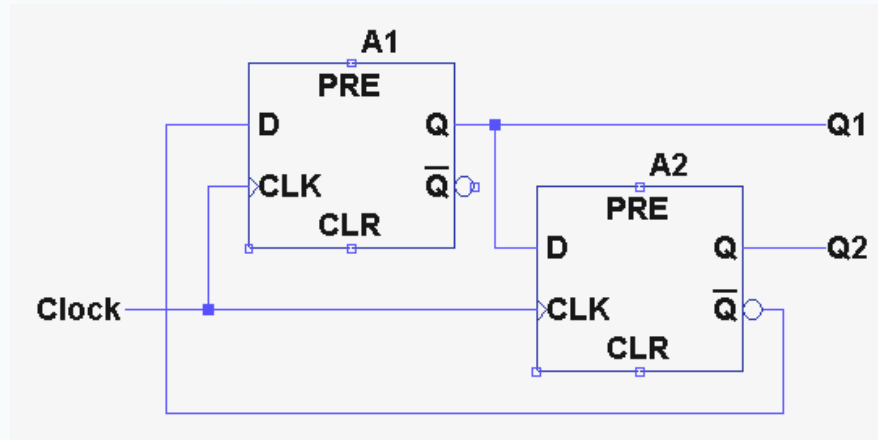 A1
PRE
D Q Q1
CLK Q̅ A2
CLR PRE
D Q Q2
Clock CLK Q̅
CLR